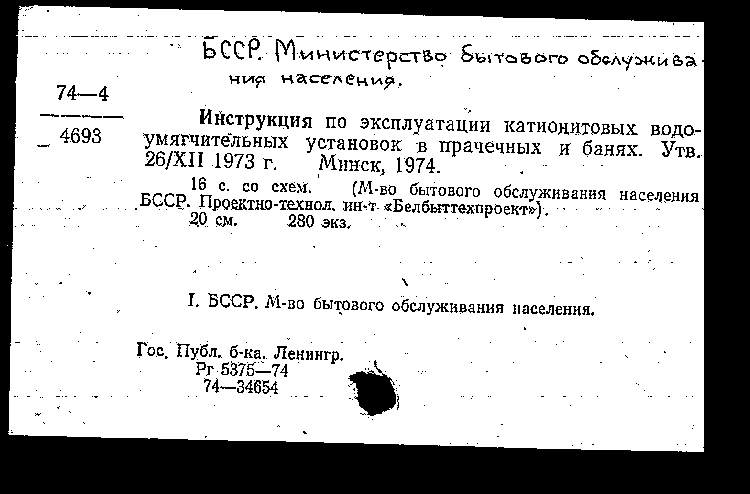 БССР. Министерство бытового обслужива-
ния населения.
74—4
4693
Инструкция по эксплуатации катионитовых водо-
умягчительных установок в прачечных и банях. Утв.
26/XII 1973 г. Минск, 1974.
16 с. со схем. (М-во бытового обслуживания населения
БССР. Проектно-технол. ин-т «Белбыттехпроект»).
20 см. 280 экз.
I. БССР. М-во бытового обслуживания населения.
Гос. Публ. б-ка. Ленингр.
Рг 5375—74
74—34654